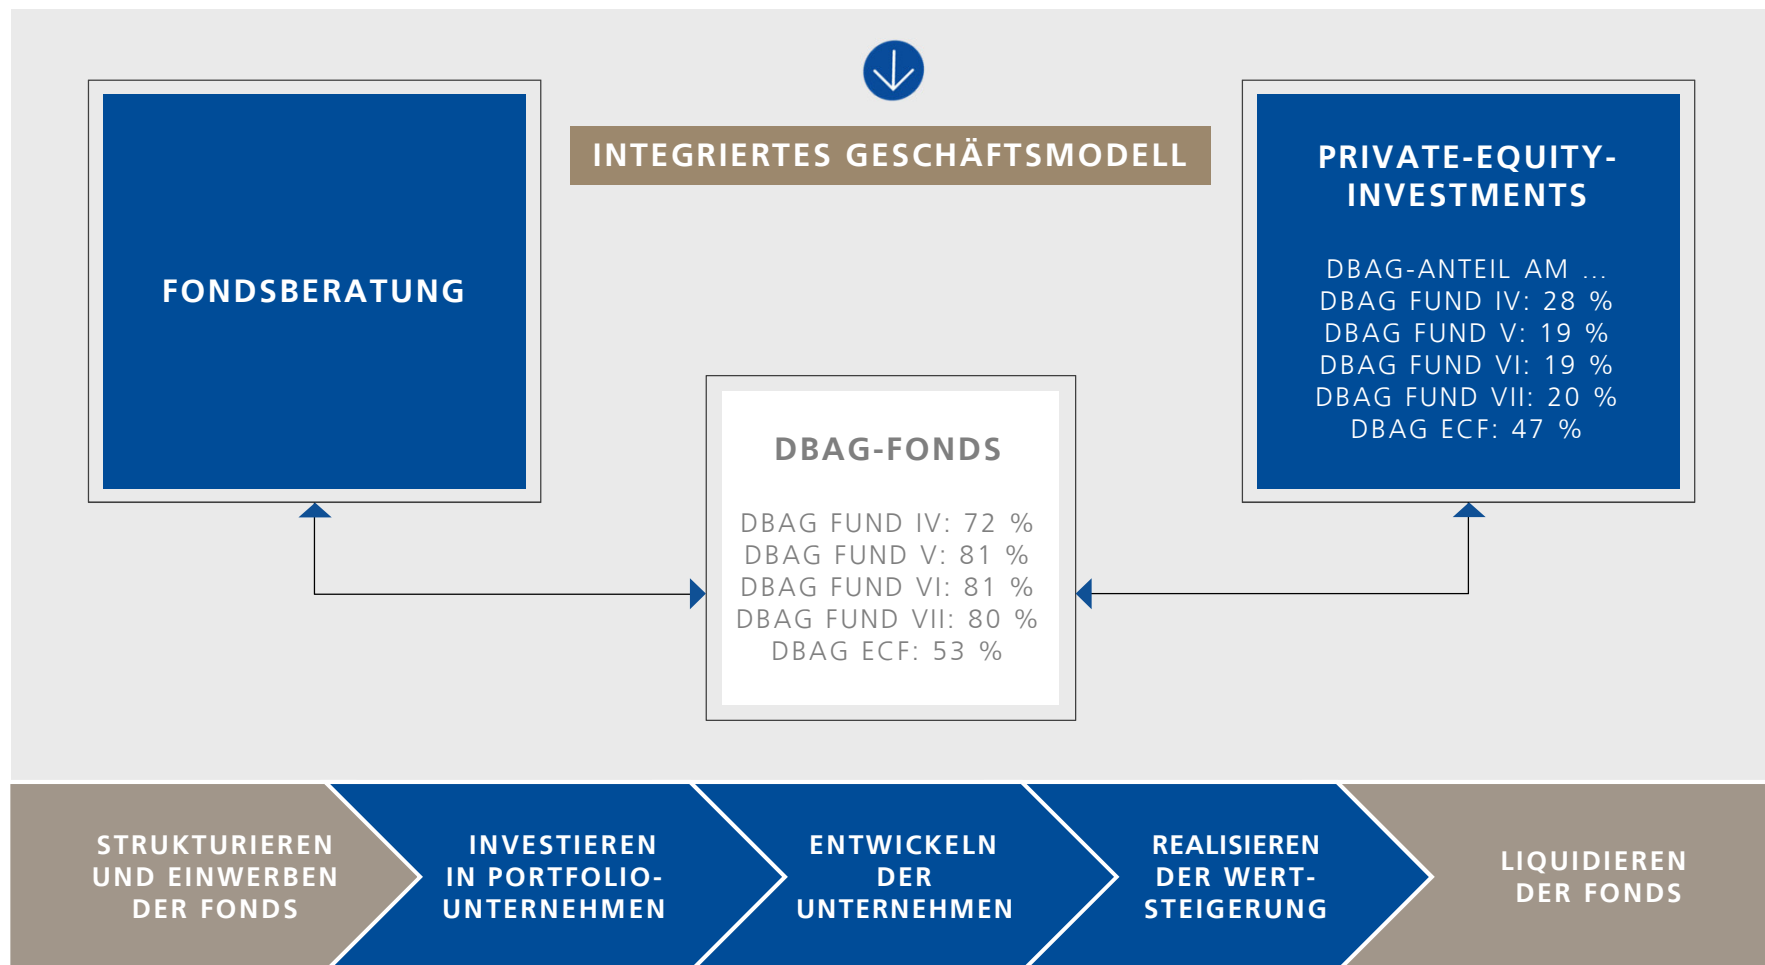 INTEGRIERTES GESCHÄFTSMODELL
FONDSBERATUNG
PRIVATE-EQUITY-
INVESTMENTS
DBAG-ANTEIL AM ...
DBAG FUND IV: 28 %
DBAG FUND V: 19 %
DBAG FUND VI: 19 %
DBAG FUND VII: 20 %
DBAG ECF: 47 %
DBAG-FONDS
DBAG FUND IV: 72 %
DBAG FUND V: 81 %
DBAG FUND VI: 81 %
DBAG FUND VII: 80 %
DBAG ECF: 53 %
STRUKTURIEREN
UND EINWERBEN
DER FONDS
INVESTIEREN
IN PORTFOLIO-
UNTERNEHMEN
ENTWICKELN
DER
UNTERNEHMEN
REALISIEREN
DER WERT-
STEIGERUNG
LIQUIDIEREN
DER FONDS